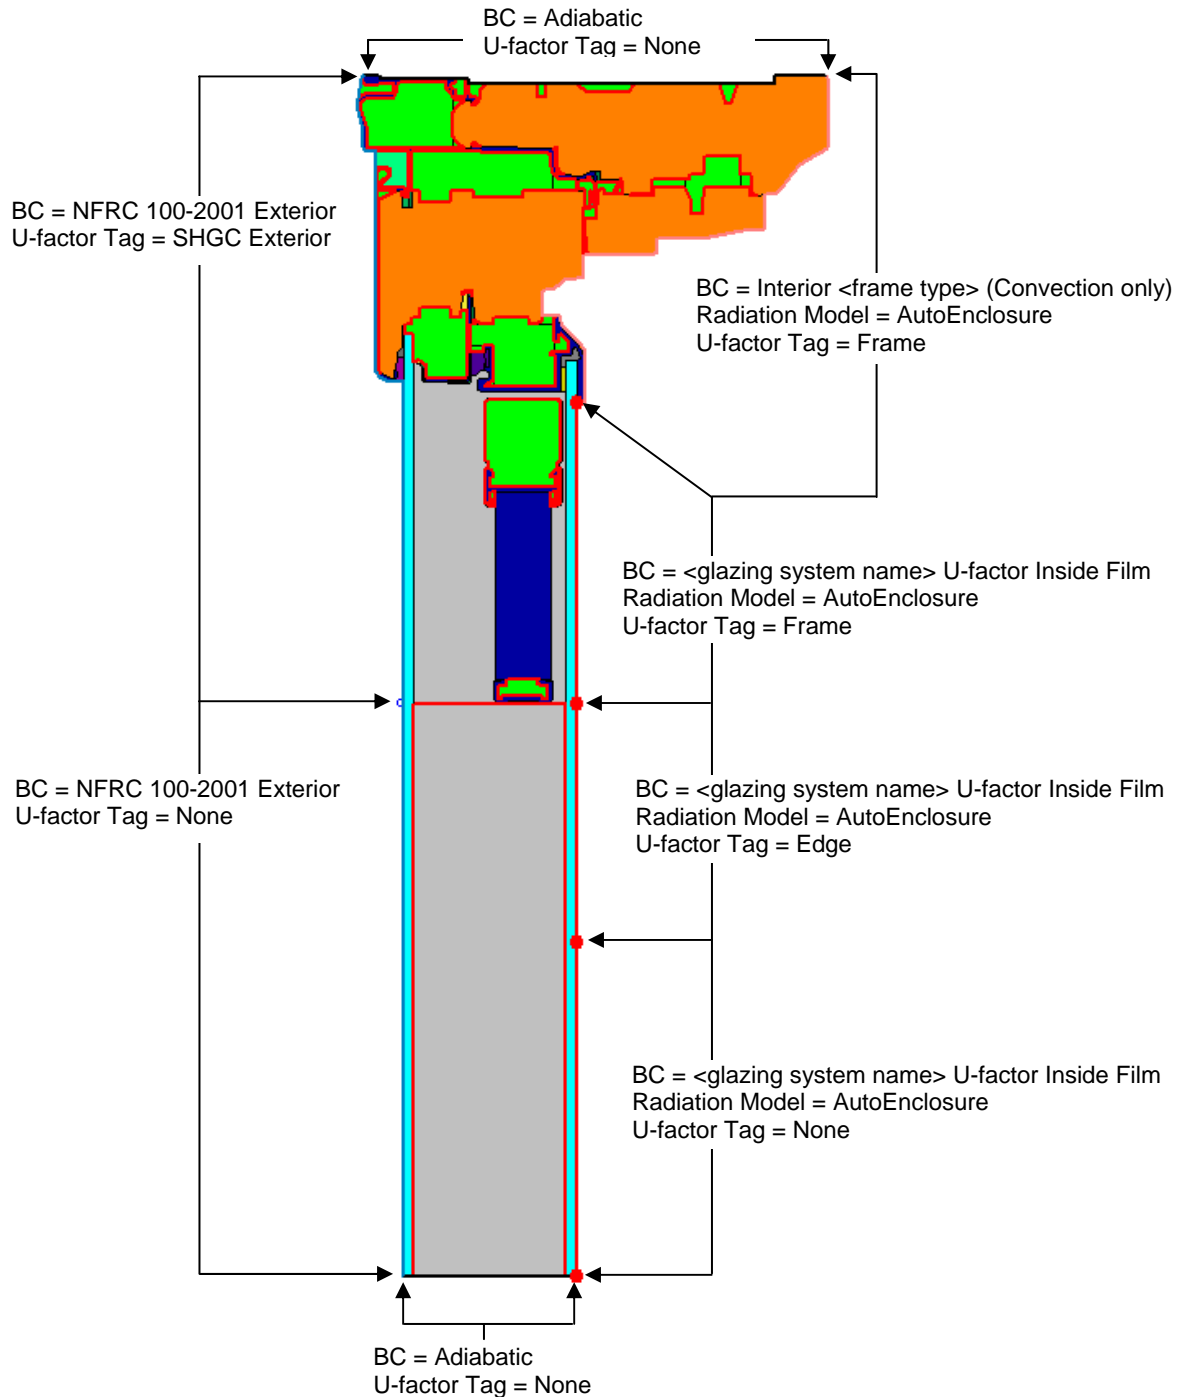 BC = Adiabatic
U-factor Tag = None
BC = NFRC 100-2001 Exterior
U-factor Tag = SHGC Exterior
BC = Interior <frame type> (Convection only)
Radiation Model = AutoEnclosure
U-factor Tag = Frame
BC = <glazing system name> U-factor Inside Film
Radiation Model = AutoEnclosure
U-factor Tag = Frame
BC = NFRC 100-2001 Exterior
U-factor Tag = None
BC = <glazing system name> U-factor Inside Film
Radiation Model = AutoEnclosure
U-factor Tag = Edge
BC = <glazing system name> U-factor Inside Film
Radiation Model = AutoEnclosure
U-factor Tag = None
BC = Adiabatic
U-factor Tag = None